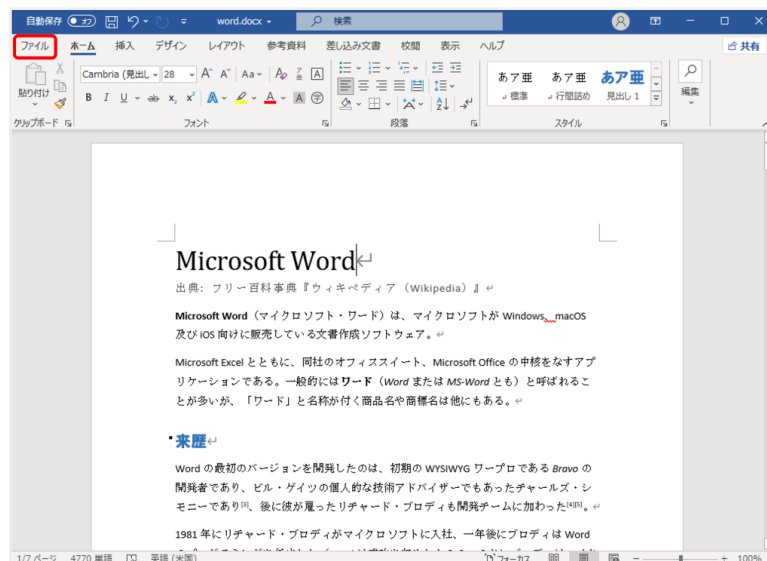 自動保存 オフ word.docx 検索
ファイル ホーム 挿入 デザイン レイアウト 参考資料 差し込み文書 校閲 表示 ヘルプ 共有
Cambria (見出し 28 A A Aa A A
貼り付け B I U ab x₂ x² A A A 字
あア亜 あア亜 あア亜
標準 行間詰め 見出し 1
編集
クリップボード フォント 段落 スタイル
Microsoft Word
出典: フリー百科事典『ウィキペディア（Wikipedia）』
Microsoft Word（マイクロソフト・ワード）は、マイクロソフトが Windows、macOS
及び iOS 向けに販売している文書作成ソフトウェア。
Microsoft Excel とともに、同社のオフィススイート、Microsoft Office の中核をなすアプ
リケーションである。一般的にはワード（Word または MS-Word とも）と呼ばれるこ
とが多いが、「ワード」と名称が付く商品名や商標名は他にもある。
来歴
Word の最初のバージョンを開発したのは、初期の WYSIWYG ワープロである Bravo の
開発者であり、ビル・ゲイツの個人的な技術アドバイザーでもあったチャールズ・シ
モニーであり[3]、後に彼が雇ったリチャード・ブロディも開発チームに加わった[4][5]。
1981 年にリチャード・ブロディがマイクロソフトに入社、一年後にブロディは Word
1/7 ページ 4770 単語 英語 (米国) フォーカス 100%